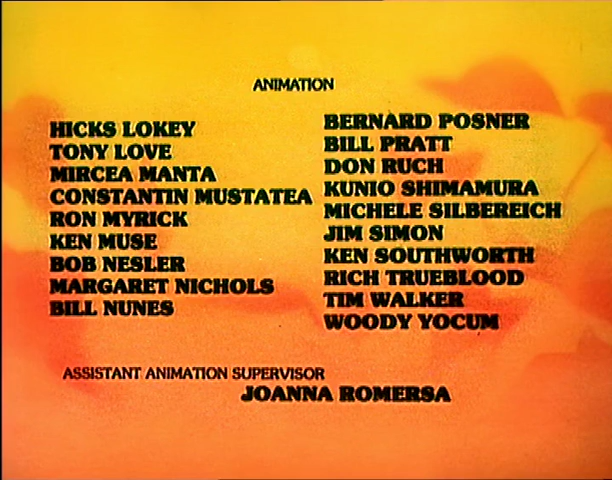 ANIMATION
HICKS LOKEY
TONY LOVE
MIRCEA MANTA
CONSTANTIN MUSTATEA
RON MYRICK
KEN MUSE
BOB NESLER
MARGARET NICHOLS
BILL NUNES
BERNARD POSNER
BILL PRATT
DON RUCH
KUNIO SHIMAMURA
MICHELE SILBEREICH
JIM SIMON
KEN SOUTHWORTH
RICH TRUEBLOOD
TIM WALKER
WOODY YOCUM
ASSISTANT ANIMATION SUPERVISOR
JOANNA ROMERSA